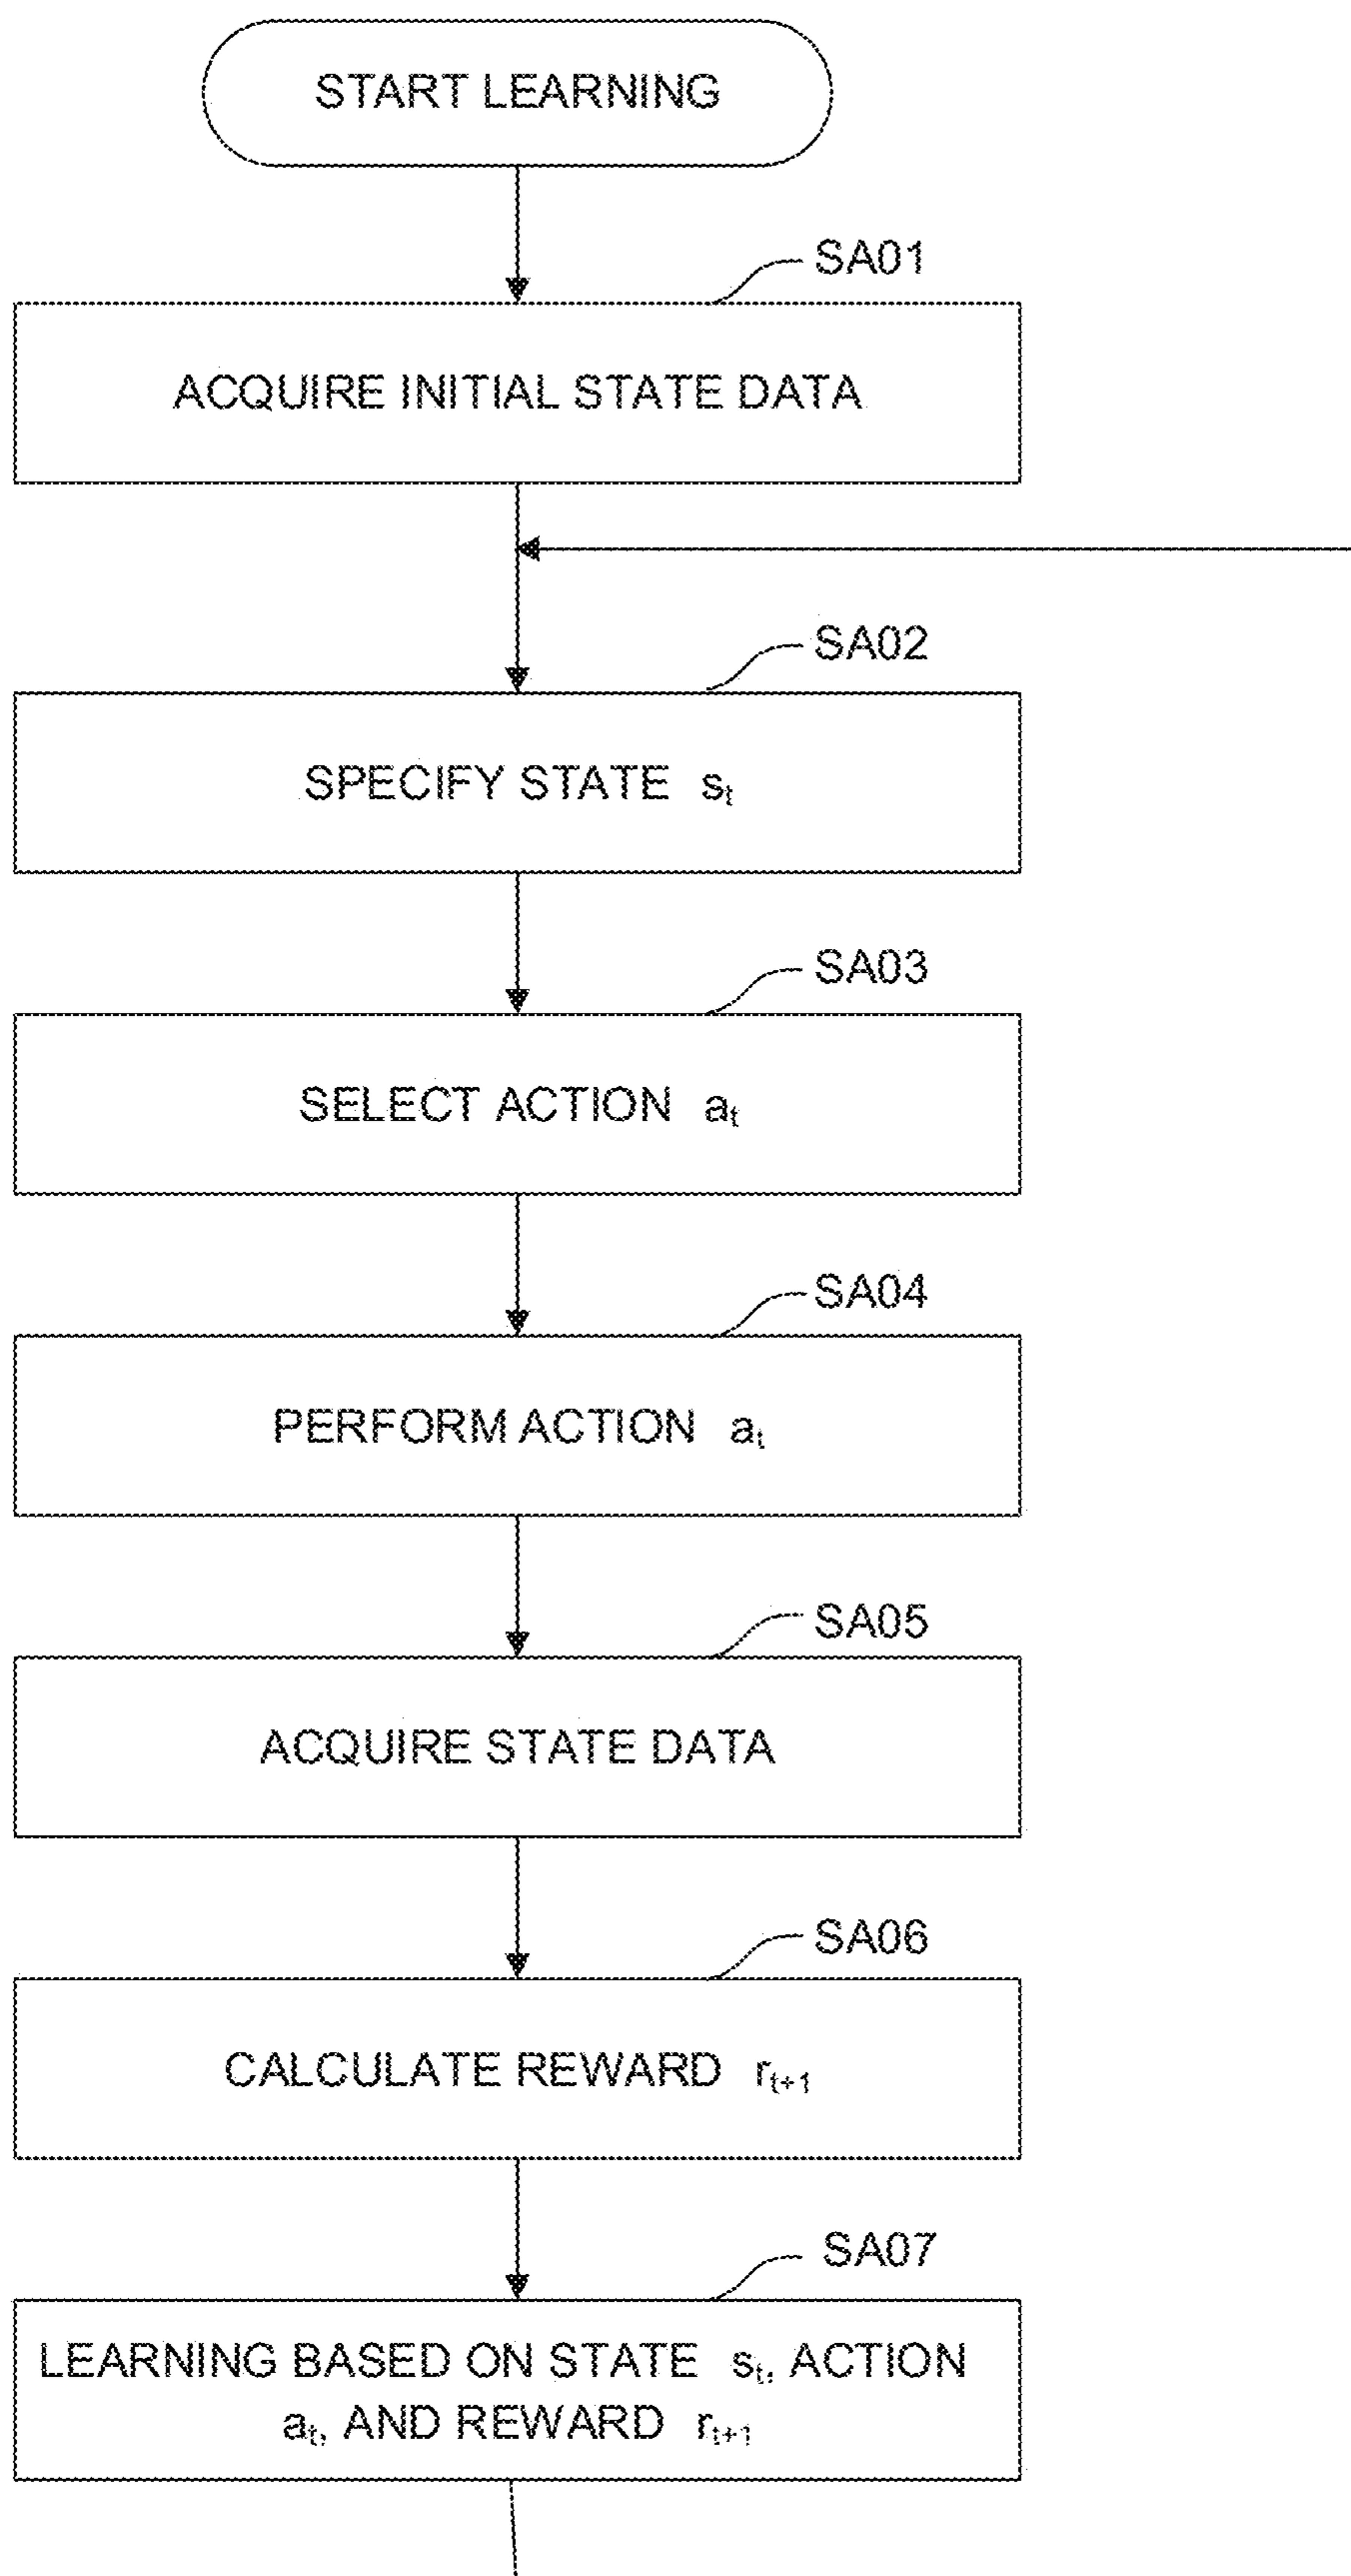 START LEARNING
SA01
ACQUIRE INITIAL STATE DATA
SA02
SPECIFY STATE sₜ
SA03
SELECT ACTION aₜ
SA04
PERFORM ACTION aₜ
SA05
ACQUIRE STATE DATA
SA06
CALCULATE REWARD rₜ₊₁
SA07
LEARNING BASED ON STATE sₜ, ACTION
aₜ, AND REWARD rₜ₊₁